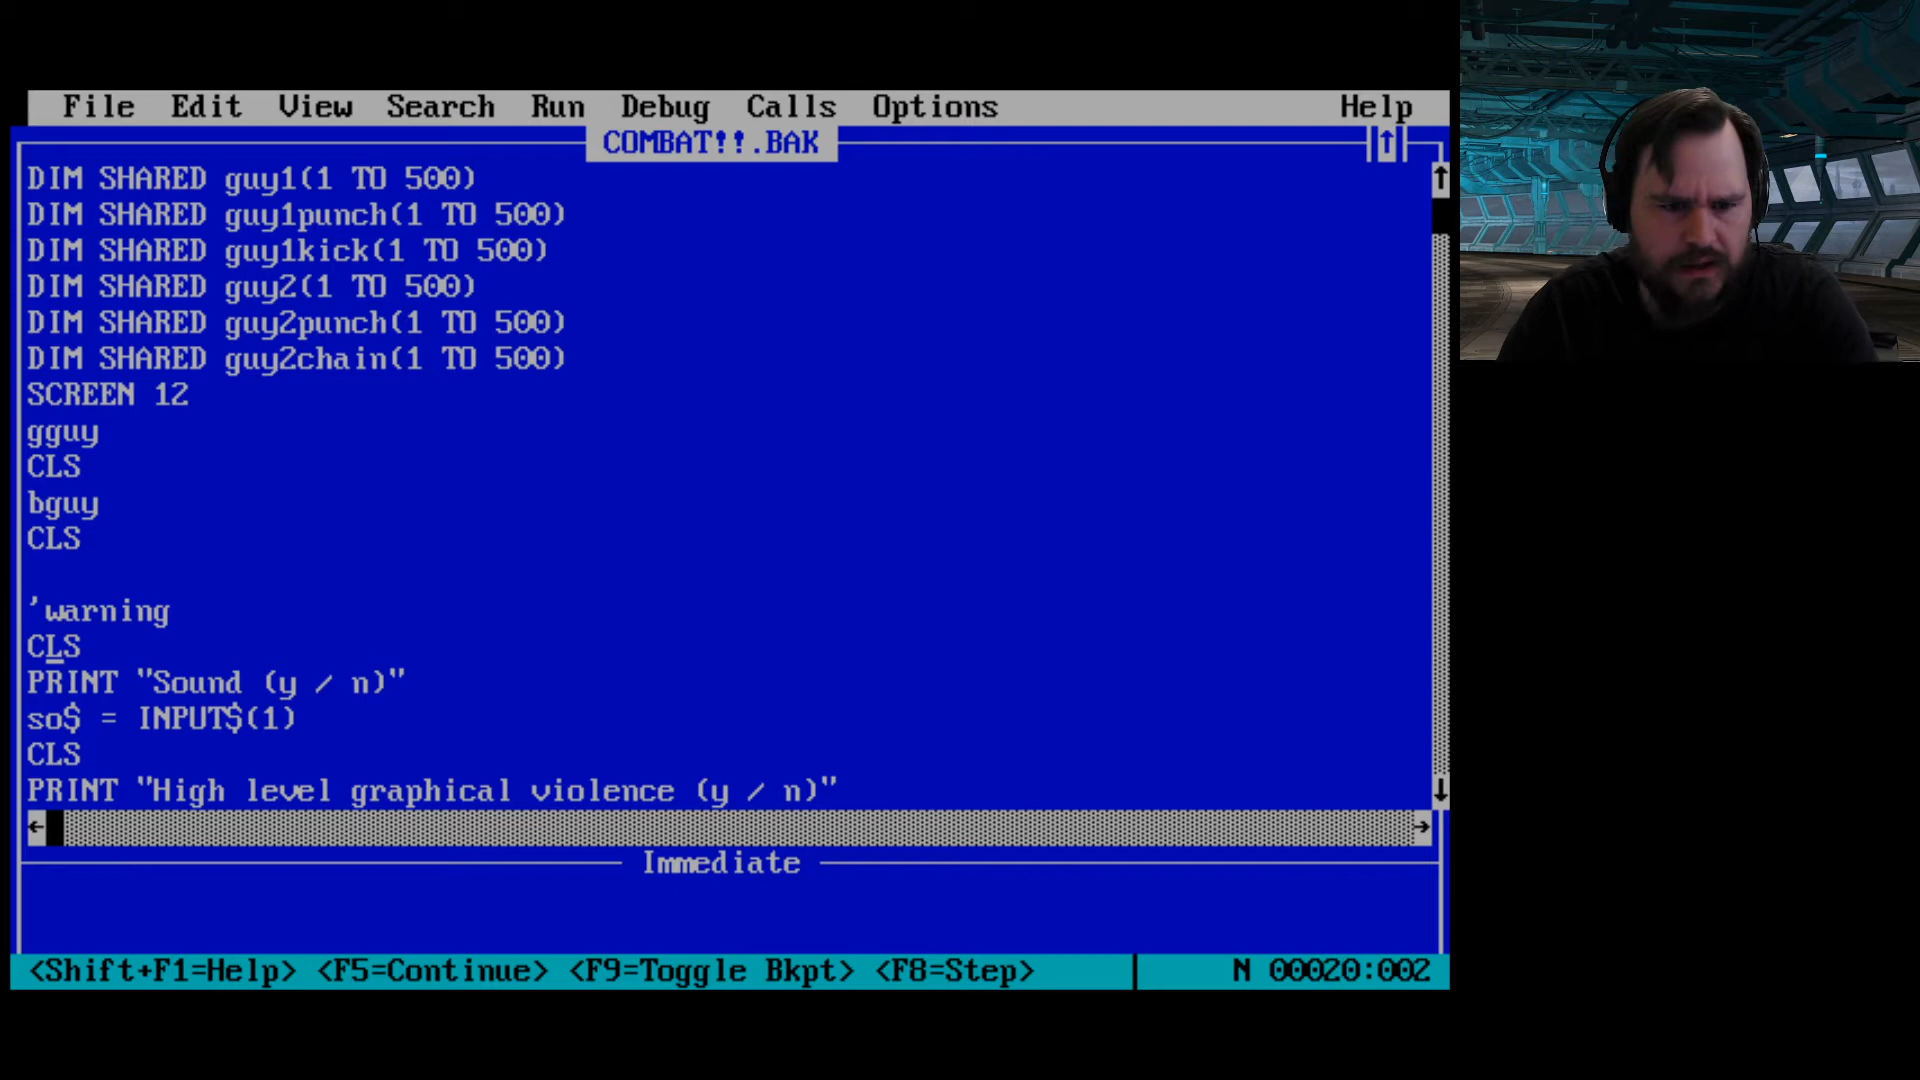 File Edit View Search Run Debug Calls Options Help
COMBAT!!.BAK
DIM SHARED guy1(1 TO 500)
DIM SHARED guy1punch(1 TO 500)
DIM SHARED guy1kick(1 TO 500)
DIM SHARED guy2(1 TO 500)
DIM SHARED guy2punch(1 TO 500)
DIM SHARED guy2chain(1 TO 500)
SCREEN 12
gguy
CLS
bguy
CLS
'warning
CLS
PRINT "Sound (y / n)"
so$ = INPUT$(1)
CLS
PRINT "High level graphical violence (y / n)"
Immediate
<Shift+F1=Help> <F5=Continue> <F9=Toggle Bkpt> <F8=Step> N 00020:002